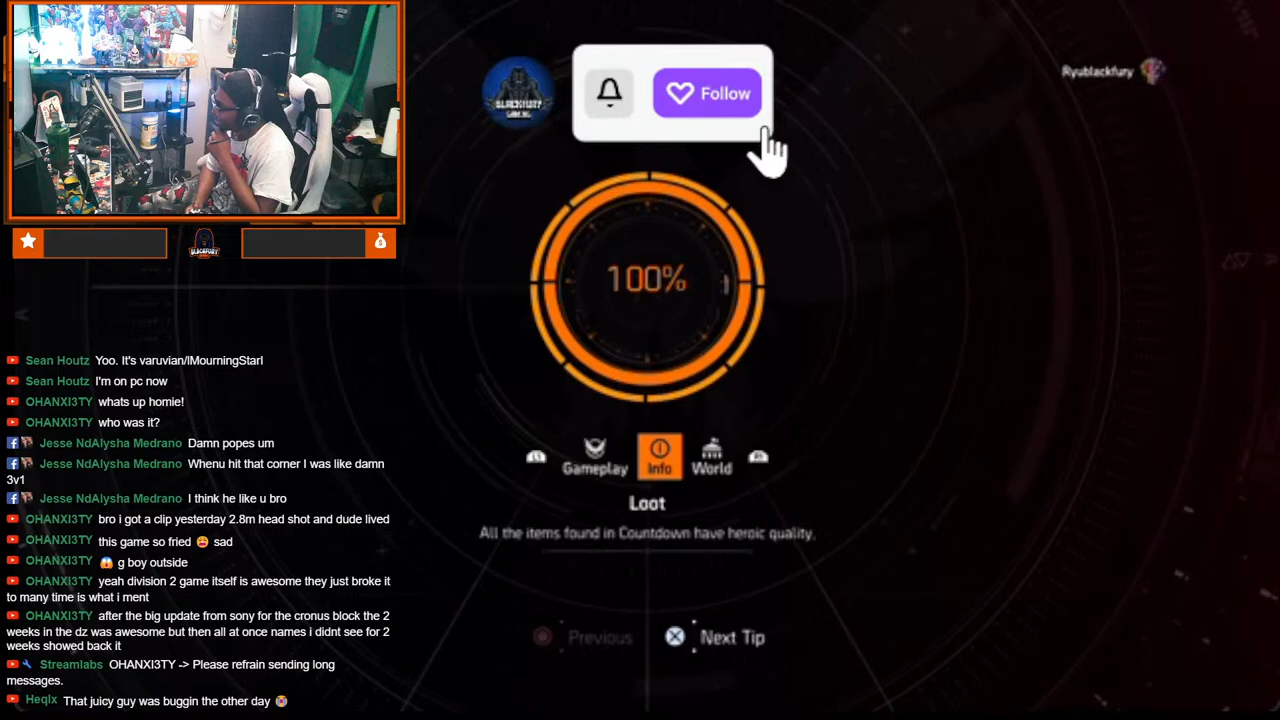 Follow
Ryublackfury
BLACKFURY
100%
BLACKFURY
Gameplay
Info
World
Loot
All the items found in Countdown have heroic quality.
Previous
Next Tip
Sean Houtz Yoo. It's varuvian/lMourningStarl
Sean Houtz I'm on pc now
OHANXI3TY whats up homie!
OHANXI3TY who was it?
Jesse NdAlysha Medrano Damn popes um
Jesse NdAlysha Medrano Whenu hit that corner I was like damn
3v1
Jesse NdAlysha Medrano I think he like u bro
OHANXI3TY bro i got a clip yesterday 2.8m head shot and dude lived
OHANXI3TY this game so fried 😩 sad
OHANXI3TY 😱 g boy outside
OHANXI3TY yeah division 2 game itself is awesome they just broke it
to many time is what i ment
OHANXI3TY after the big update from sony for the cronus block the 2
weeks in the dz was awesome but then all at once names i didnt see for 2
weeks showed back it
Streamlabs OHANXI3TY -> Please refrain sending long
messages.
Heqlx That juicy guy was buggin the other day 🤣